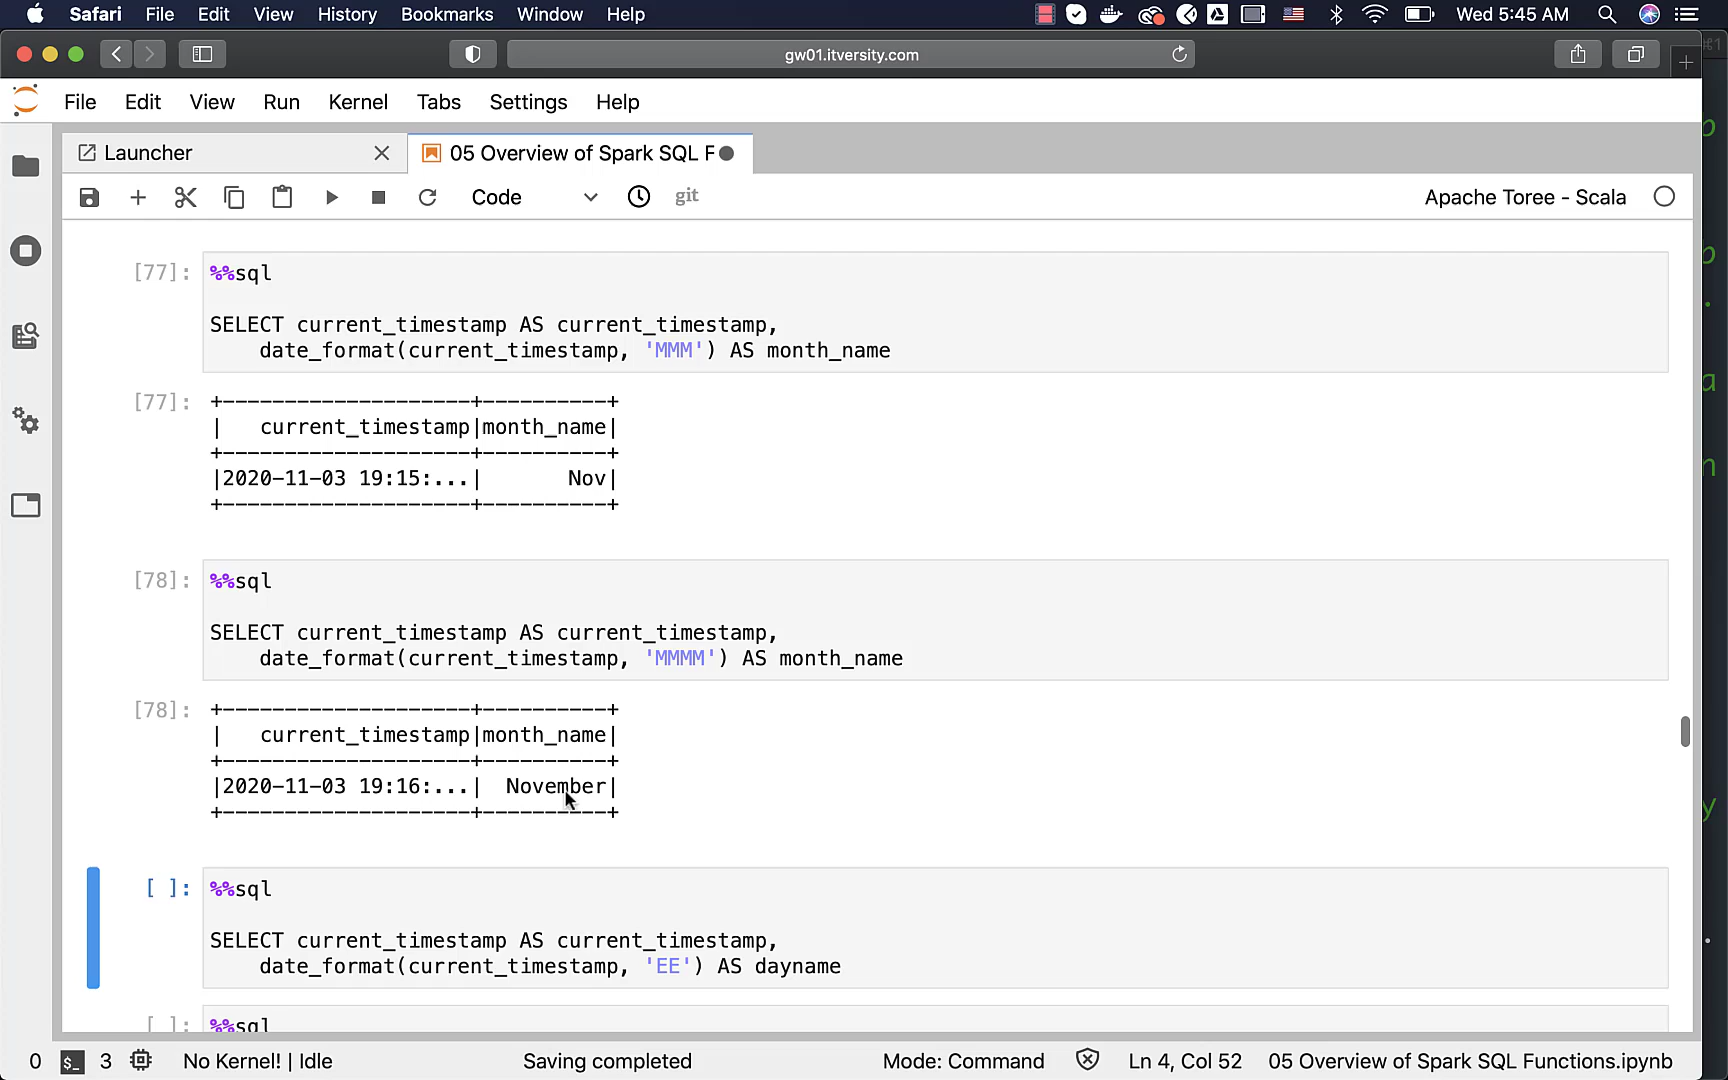 Safari File Edit View History Bookmarks Window Help Wed 5:45 AM
gw01.itversity.com
File Edit View Run Kernel Tabs Settings Help
Launcher 05 Overview of Spark SQL F
Code git Apache Toree - Scala
[77]: %%sql
SELECT current_timestamp AS current_timestamp,
date_format(current_timestamp, 'MMM') AS month_name
[77]: +-------------------+----------+
|   current_timestamp|month_name|
+-------------------+----------+
|2020-11-03 19:15:...|       Nov|
+-------------------+----------+
[78]: %%sql
SELECT current_timestamp AS current_timestamp,
date_format(current_timestamp, 'MMMM') AS month_name
[78]: +-------------------+----------+
|   current_timestamp|month_name|
+-------------------+----------+
|2020-11-03 19:16:...|  November|
+-------------------+----------+
[ ]: %%sql
SELECT current_timestamp AS current_timestamp,
date_format(current_timestamp, 'EE') AS dayname
[ ]: %%sql
0 $_ 3 No Kernel! | Idle Saving completed Mode: Command Ln 4, Col 52 05 Overview of Spark SQL Functions.ipynb